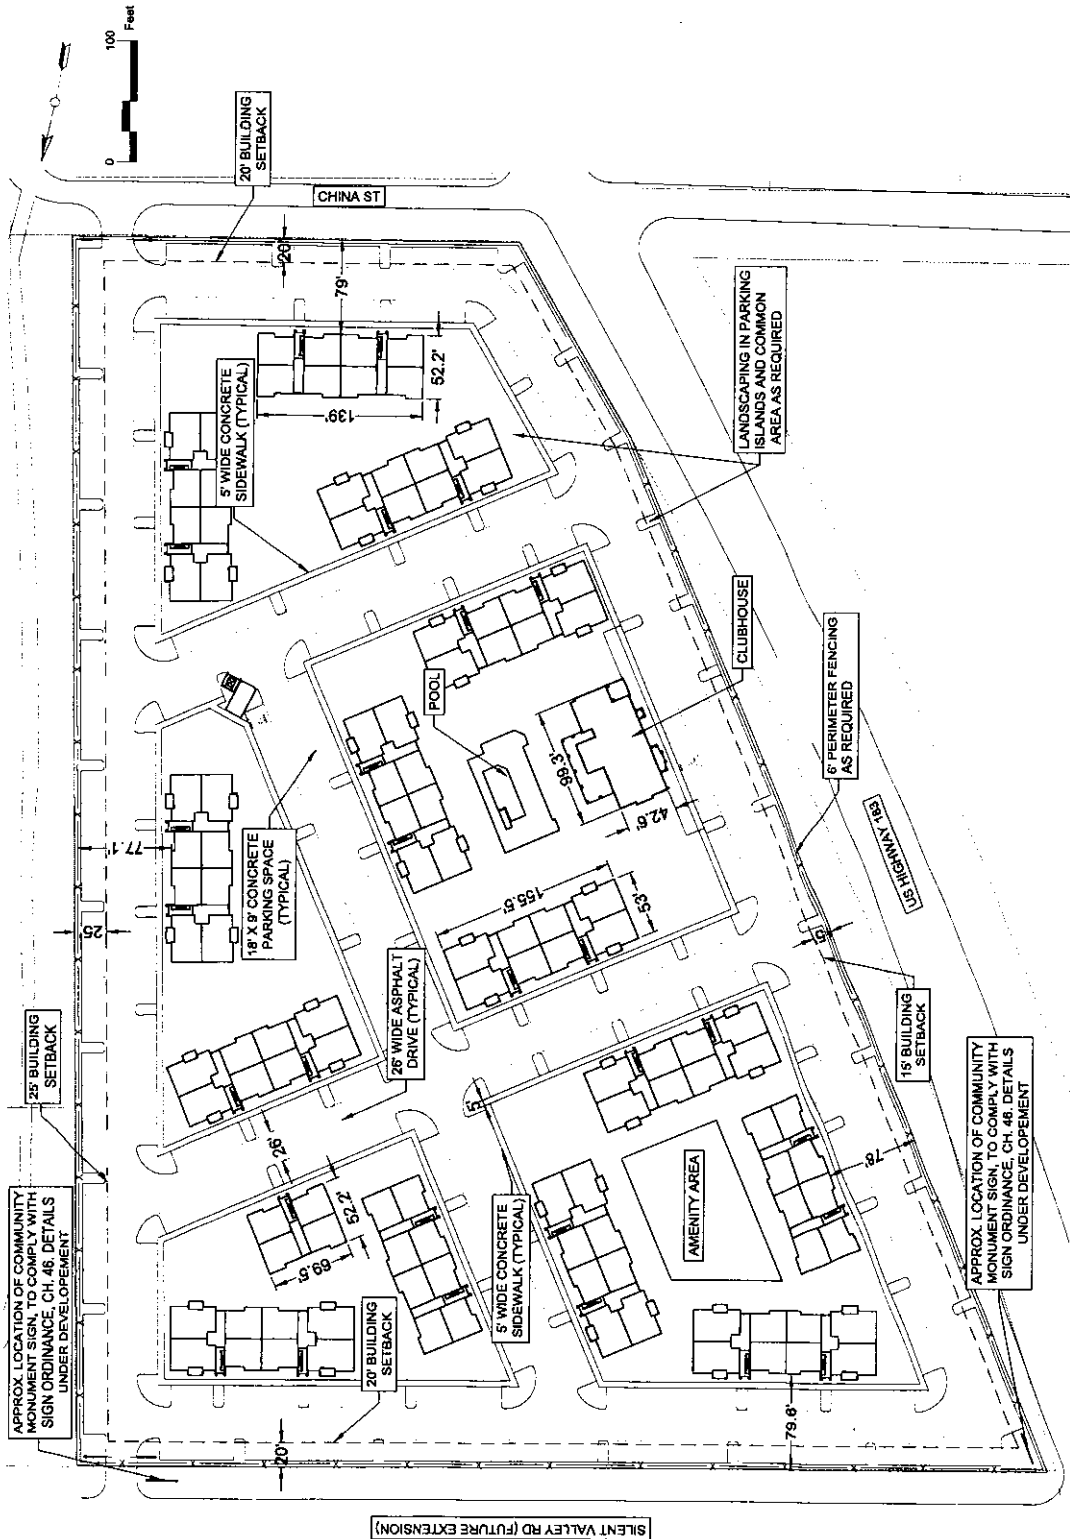 100
Feet
0
20' BUILDING
SETBACK
CHINA ST
20'
79'
5' WIDE CONCRETE
SIDEWALK (TYPICAL)
139'
52.2'
LANDSCAPING IN PARKING
ISLANDS AND COMMON
AREA AS REQUIRED
POOL
CLUBHOUSE
99.3'
42.6'
6' PERIMETER FENCING
AS REQUIRED
US HIGHWAY 183
77.1'
18' X 9' CONCRETE
PARKING SPACE
(TYPICAL)
155.5'
53'
25'
25' BUILDING
SETBACK
26' WIDE ASPHALT
DRIVE (TYPICAL)
15' BUILDING
SETBACK
26'
5'
APPROX. LOCATION OF COMMUNITY
MONUMENT SIGN, TO COMPLY WITH
SIGN ORDINANCE, CH. 46. DETAILS
UNDER DEVELOPEMENT
52.2'
69.5'
AMENITY AREA
78'
5' WIDE CONCRETE
SIDEWALK (TYPICAL)
APPROX. LOCATION OF COMMUNITY
MONUMENT SIGN, TO COMPLY WITH
SIGN ORDINANCE, CH. 46. DETAILS
UNDER DEVELOPEMENT
20' BUILDING
SETBACK
20'
79.6'
SILENT VALLEY RD (FUTURE EXTENSION)